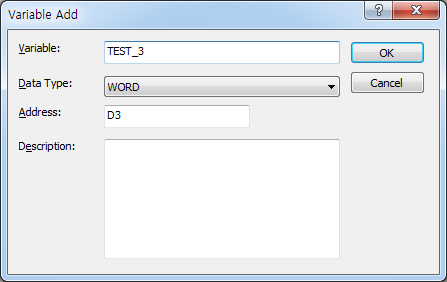 Variable Add
?
Variable:
TEST_3
OK
Data Type:
WORD
Cancel
Address:
D3
Description: